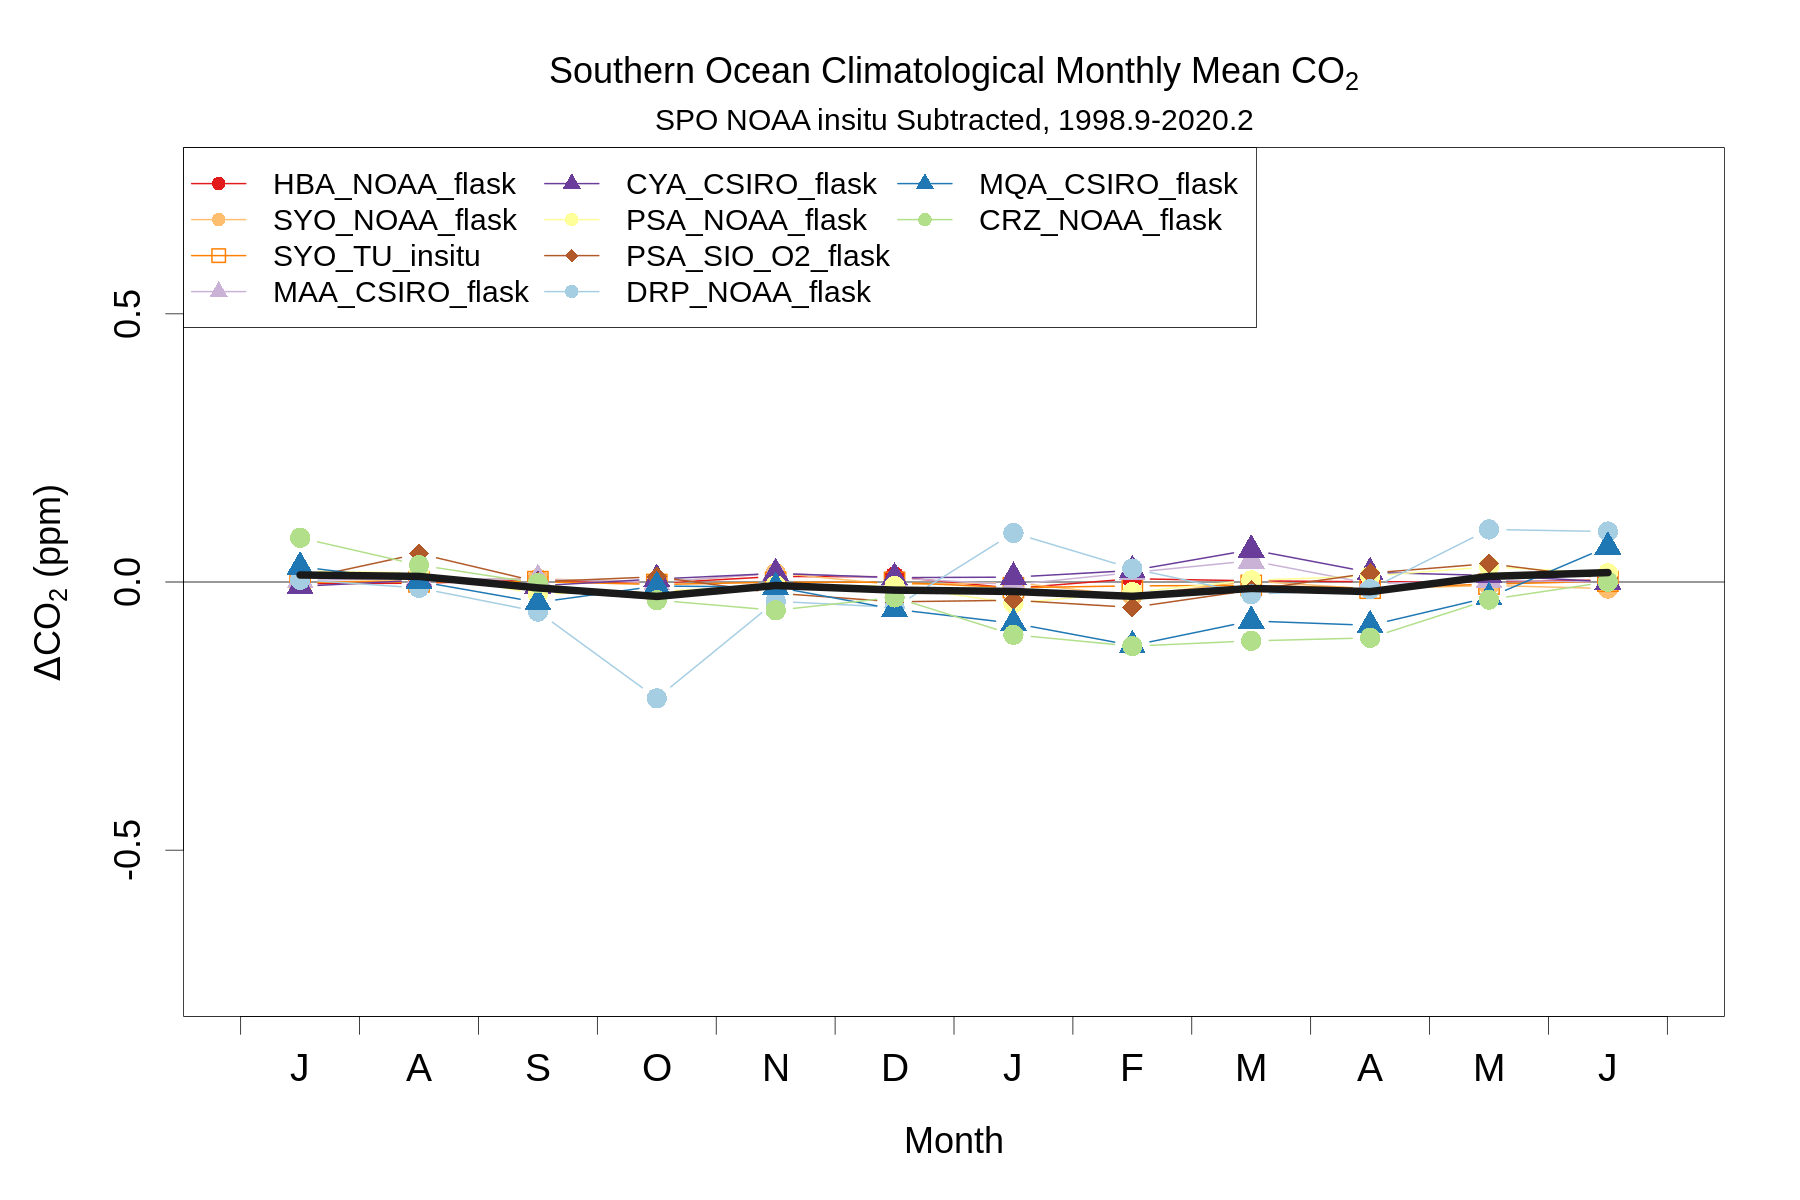 Southern Ocean Climatological Monthly Mean CO₂
SPO NOAA insitu Subtracted, 1998.9-2020.2
HBA_NOAA_flask
SYO_NOAA_flask
SYO_TU_insitu
MAA_CSIRO_flask
CYA_CSIRO_flask
PSA_NOAA_flask
PSA_SIO_O2_flask
DRP_NOAA_flask
MQA_CSIRO_flask
CRZ_NOAA_flask
ΔCO₂ (ppm)
0.5
0.0
-0.5
J A S O N D J F M A M J
Month